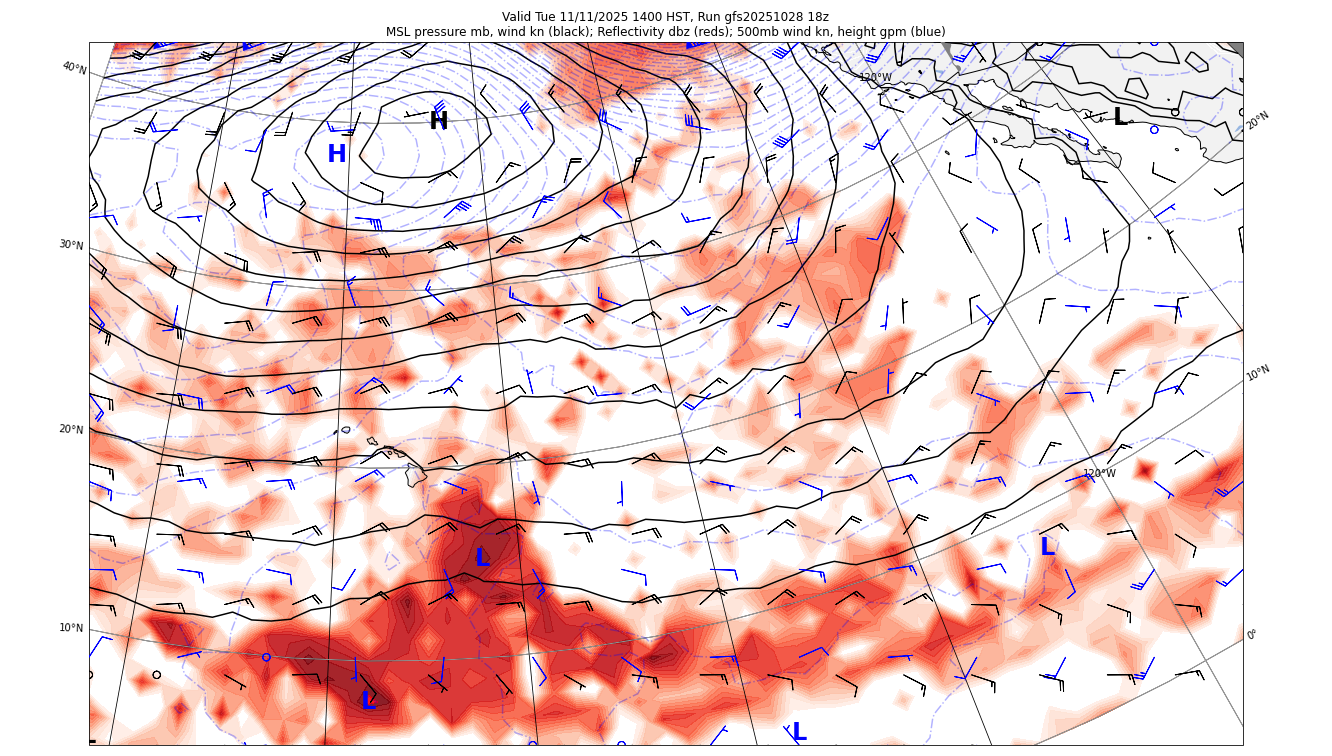 Valid Tue 11/11/2025 1400 HST, Run gfs20251028 18z
MSL pressure mb, wind kn (black); Reflectivity dbz (reds); 500mb wind kn, height gpm (blue)
40°N
120°W
H
L
20°N
H
30°N
10°N
20°N
120°W
L
L
10°N
0°
L
L
L